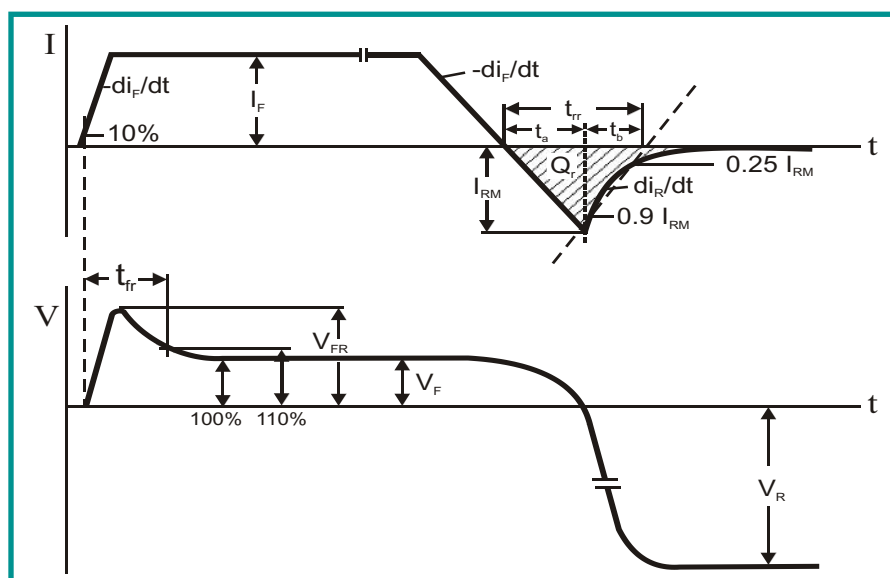 I
-di_F/dt
I_F
10%
-di_F/dt
t_rr
t_a
t_b
t
Q_r
I_RM
di_R/dt
0.25 I_RM
0.9 I_RM
t_fr
V
V_FR
V_F
100%
110%
t
V_R